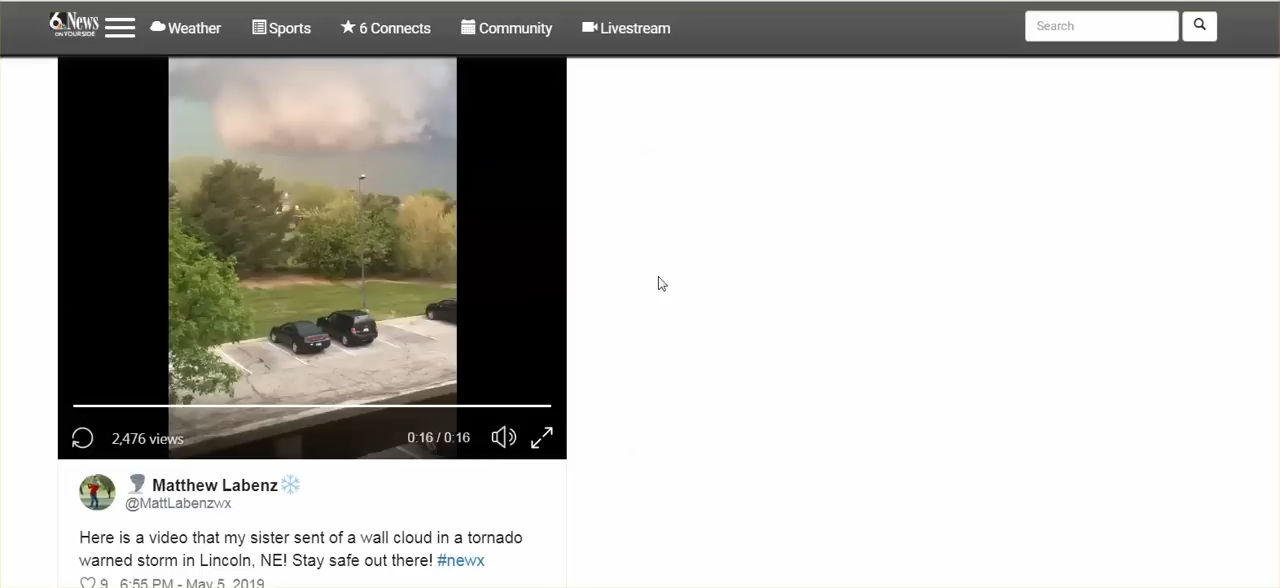 6 News
ON YOUR SIDE
Weather
Sports
6 Connects
Community
Livestream
Search
2,476 views
0:16 / 0:16
Matthew Labenz
@MattLabenzwx
Here is a video that my sister sent of a wall cloud in a tornado
warned storm in Lincoln, NE! Stay safe out there! #newx
9 6:55 PM - May 5, 2019